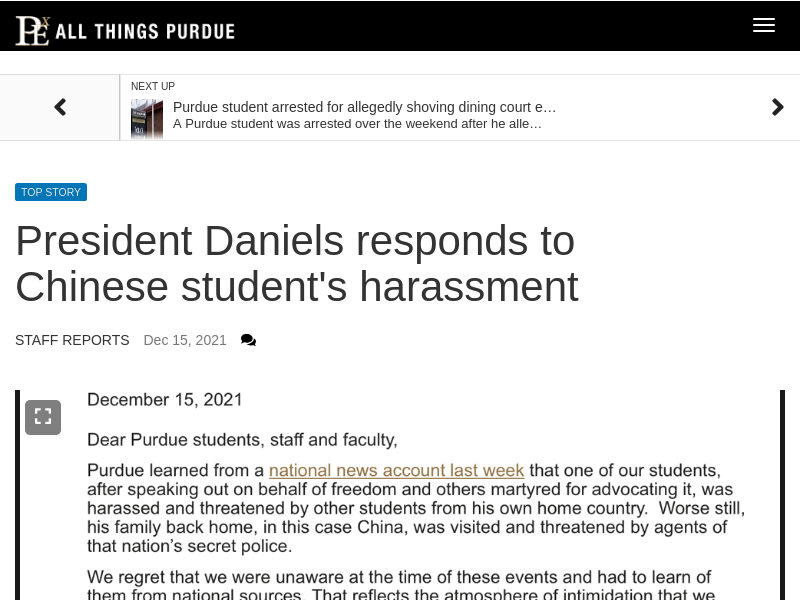 PEx ALL THINGS PURDUE
NEXT UP
Purdue student arrested for allegedly shoving dining court e…
A Purdue student was arrested over the weekend after he alle…
TOP STORY
President Daniels responds to
Chinese student's harassment
STAFF REPORTS Dec 15, 2021
December 15, 2021
Dear Purdue students, staff and faculty,
Purdue learned from a national news account last week that one of our students,
after speaking out on behalf of freedom and others martyred for advocating it, was
harassed and threatened by other students from his own home country.  Worse still,
his family back home, in this case China, was visited and threatened by agents of
that nation’s secret police.
We regret that we were unaware at the time of these events and had to learn of
them from national sources. That reflects the atmosphere of intimidation that we